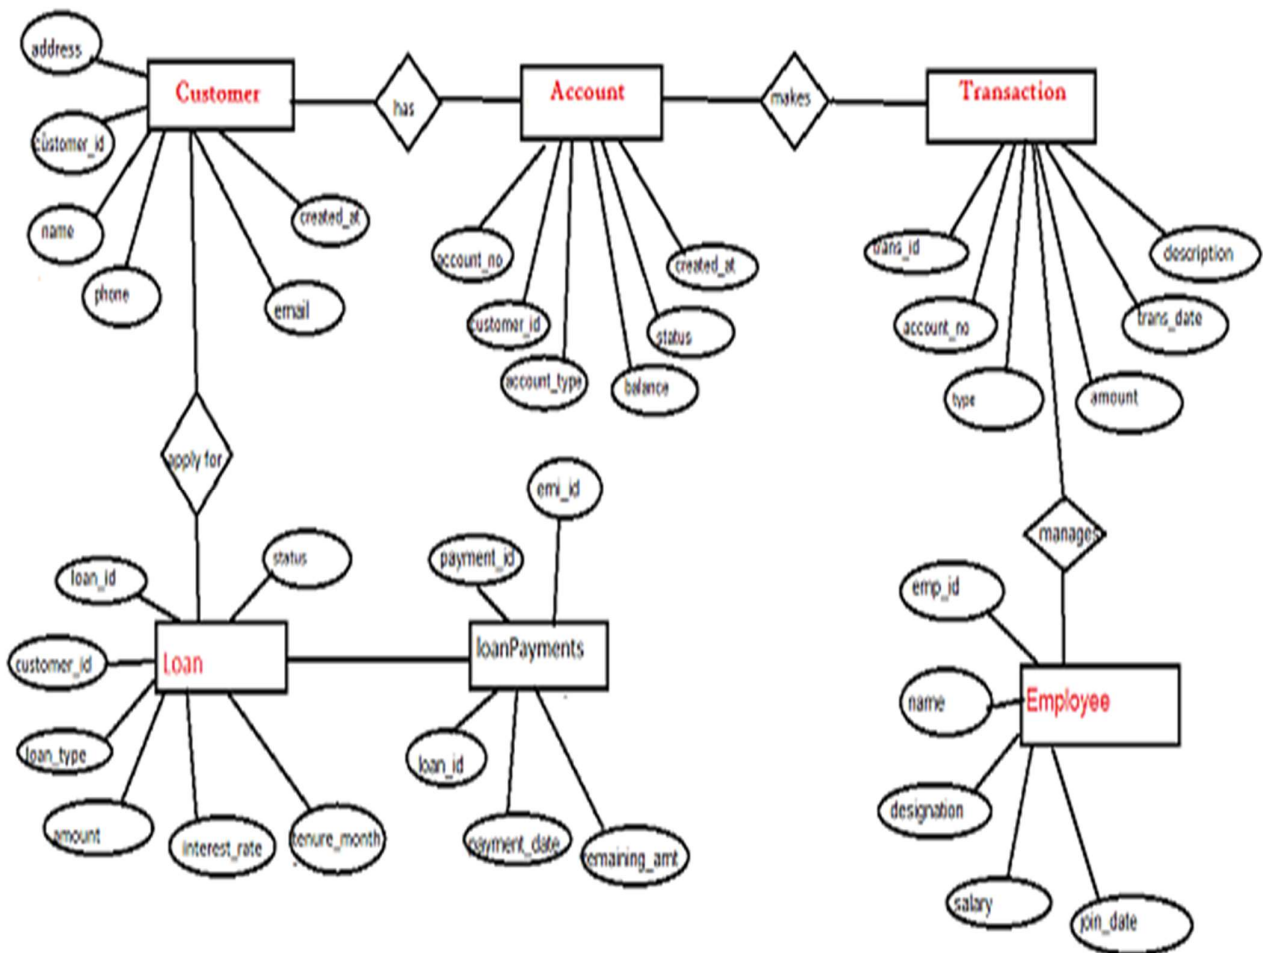 address
Customer
has
Account
makes
Transaction
customer_id
name
created_at
phone
email
account_no
created_at
customer_id
status
account_type
balance
trans_id
description
account_no
trans_date
type
amount
apply for
emi_id
manages
status
payment_id
loan_id
emp_id
customer_id
Loan
loanPayments
name
Employee
loan_type
loan_id
designation
amount
interest_rate
tenure_month
payment_date
remaining_amt
salary
join_date